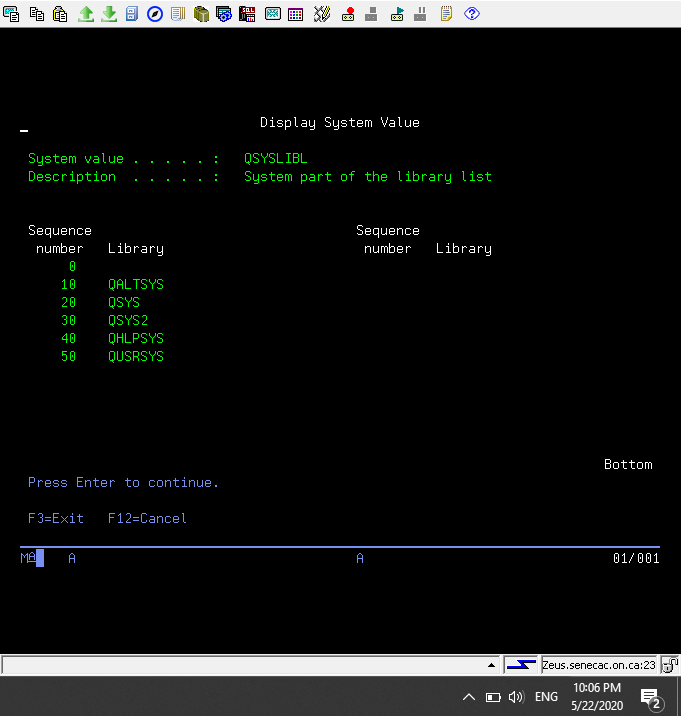 Display System Value
System value . . . . . :   QSYSLIBL
Description  . . . . . :   System part of the library list
Sequence                                 Sequence
 number   Library                         number   Library
     0
    10    QALTSYS
    20    QSYS
    30    QSYS2
    40    QHLPSYS
    50    QUSRSYS
Bottom
Press Enter to continue.
F3=Exit   F12=Cancel
MA    A                                   A                               01/001
Zeus.senecac.on.ca:23
ENG 10:06 PM
5/22/2020 2